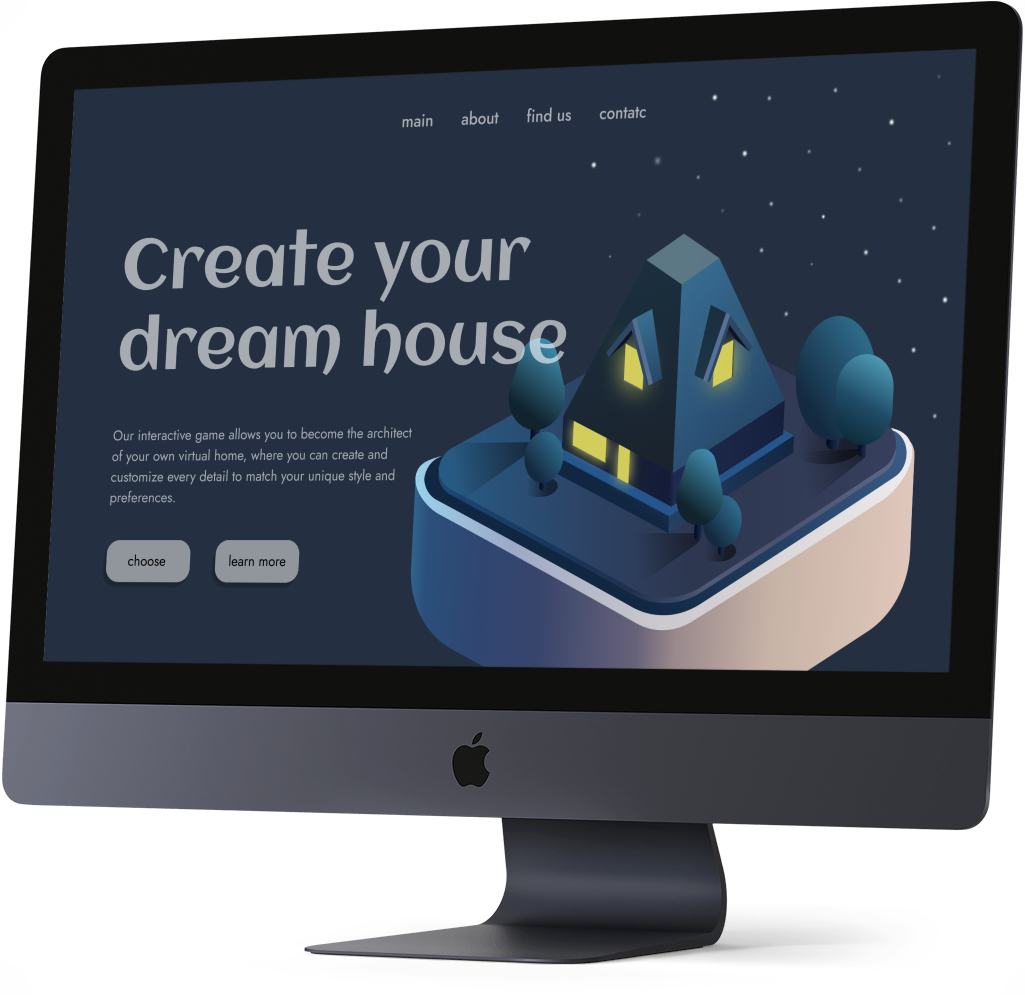 main about find us contatc
Create your
dream house
Our interactive game allows you to become the architect
of your own virtual home, where you can create and
customize every detail to match your unique style and
preferences.
choose learn more